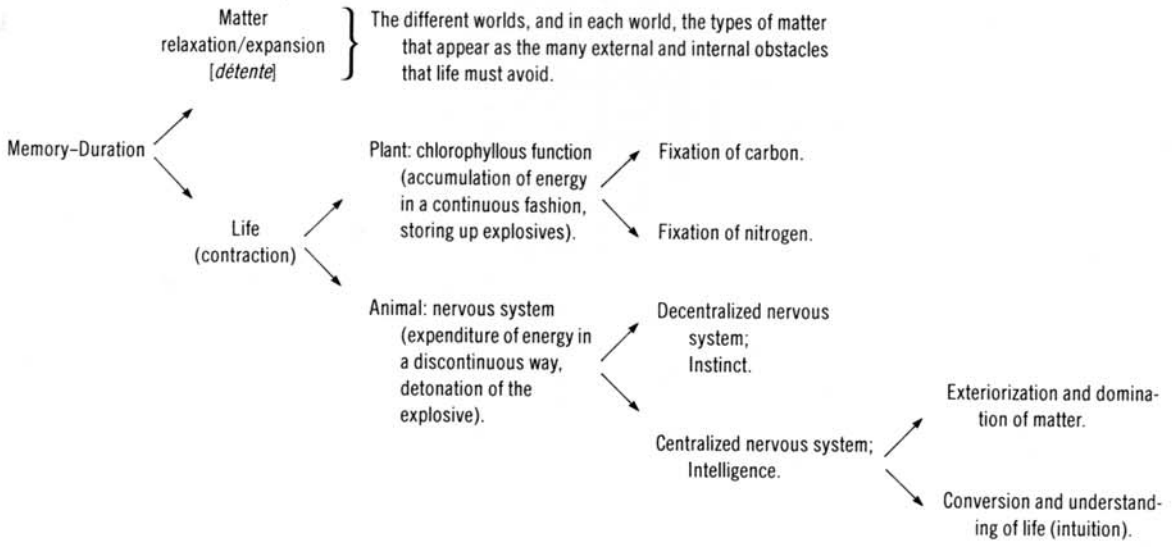 Matter
relaxation/expansion
[détente]
The different worlds, and in each world, the types of matter
that appear as the many external and internal obstacles
that life must avoid.
Memory–Duration
Life
(contraction)
Plant: chlorophyllous function
(accumulation of energy
in a continuous fashion,
storing up explosives).
Fixation of carbon.
Fixation of nitrogen.
Animal: nervous system
(expenditure of energy in
a discontinuous way,
detonation of the
explosive).
Decentralized nervous
system;
Instinct.
Centralized nervous system;
Intelligence.
Exteriorization and domina-
tion of matter.
Conversion and understand-
ing of life (intuition).